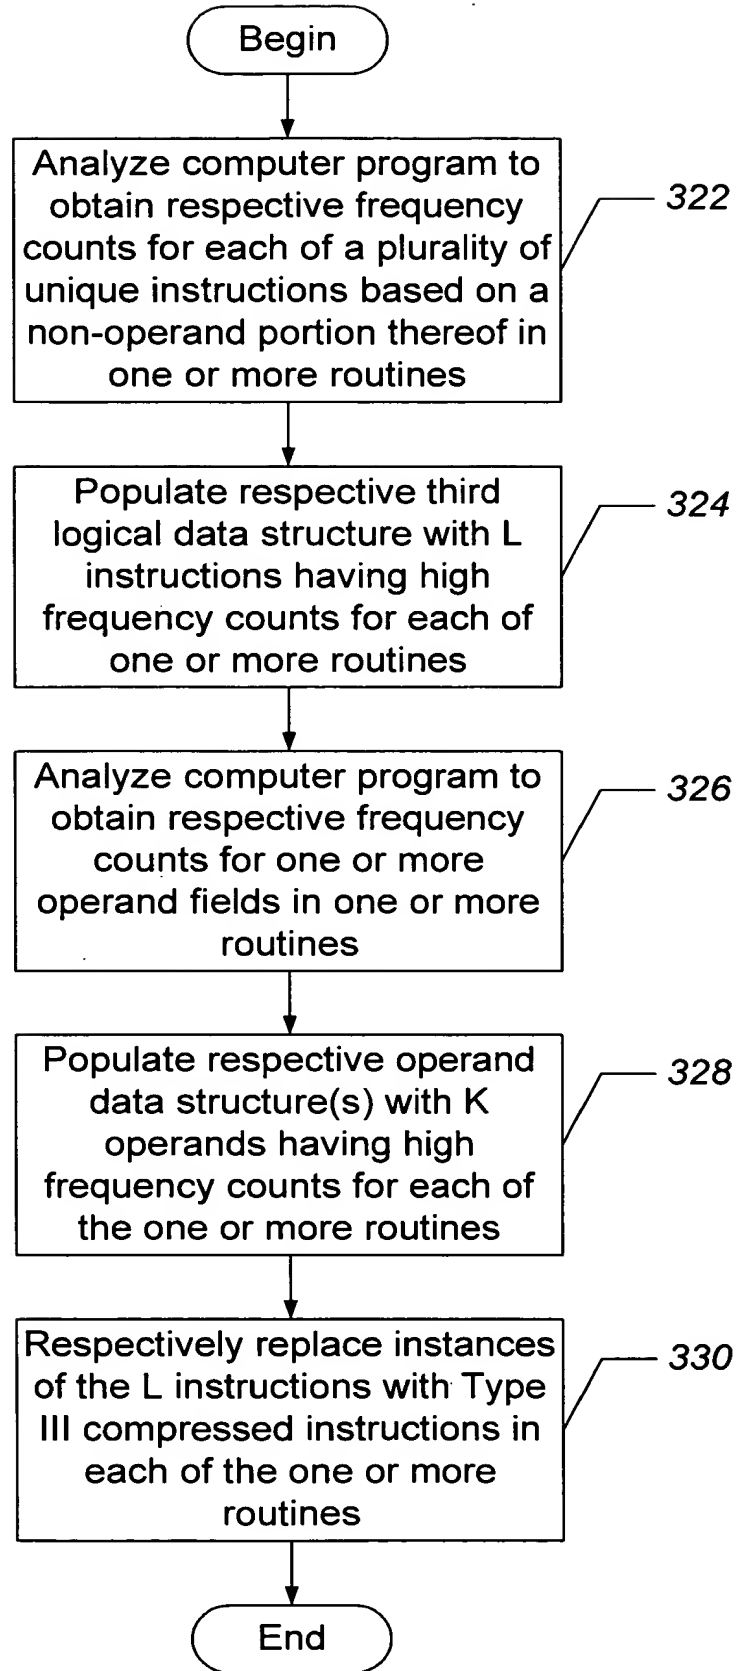 Begin
Analyze computer program to
obtain respective frequency
counts for each of a plurality of
unique instructions based on a
non-operand portion thereof in
one or more routines
322
Populate respective third
logical data structure with L
instructions having high
frequency counts for each of
one or more routines
324
Analyze computer program to
obtain respective frequency
counts for one or more
operand fields in one or more
routines
326
Populate respective operand
data structure(s) with K
operands having high
frequency counts for each of
the one or more routines
328
Respectively replace instances
of the L instructions with Type
III compressed instructions in
each of the one or more
routines
330
End